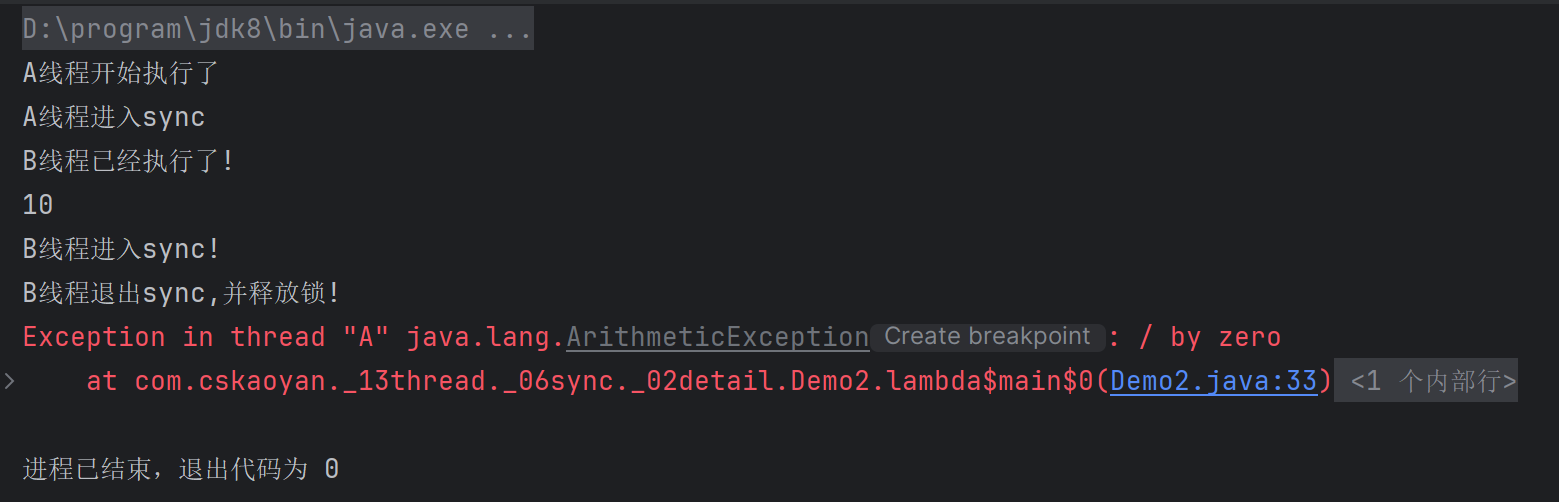 D:\program\jdk8\bin\java.exe ...
A线程开始执行了
A线程进入sync
B线程已经执行了!
10
B线程进入sync!
B线程退出sync,并释放锁!
Exception in thread "A" java.lang.ArithmeticException Create breakpoint : / by zero
at com.cskaoyan._13thread._06sync._02detail.Demo2.lambda$main$0(Demo2.java:33) <1 个内部行>
进程已结束，退出代码为 0